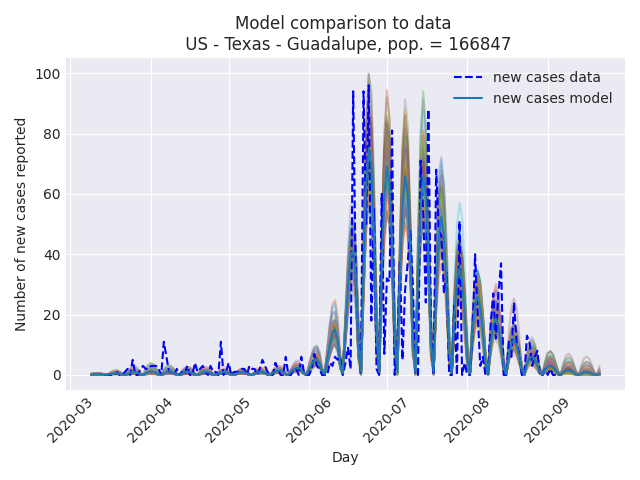 Model comparison to data
US - Texas - Guadalupe, pop. = 166847
new cases data
new cases model
Number of new cases reported
100
80
60
40
20
0
2020-03
2020-04
2020-05
2020-06
2020-07
2020-08
2020-09
Day